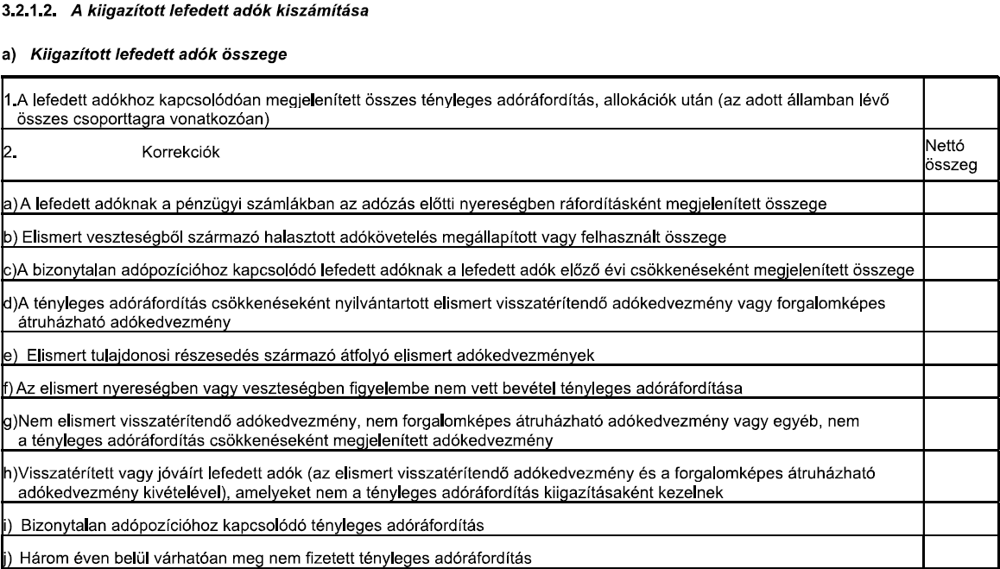 3.2.1.2. A kiigazított lefedett adók kiszámítása
a) Kiigazított lefedett adók összege
1.A lefedett adókhoz kapcsolódóan megjelenített összes tényleges adóráfordítás, allokációk után (az adott államban lévő
összes csoporttagra vonatkozóan)
2. Korrekciók
Nettó
összeg
a)A lefedett adóknak a pénzügyi számlákban az adózás előtti nyereségben ráfordításként megjelenített összege
b) Elismert veszteségből származó halasztott adókövetelés megállapított vagy felhasznált összege
c)A bizonytalan adópozícióhoz kapcsolódó lefedett adóknak a lefedett adók előző évi csökkenéseként megjelenített összege
d)A tényleges adóráfordítás csökkenéseként nyilvántartott elismert visszatérítendő adókedvezmény vagy forgalomképes
átruházható adókedvezmény
e) Elismert tulajdonosi részesedés származó átfolyó elismert adókedvezmények
f) Az elismert nyereségben vagy veszteségben figyelembe nem vett bevétel tényleges adóráfordítása
g)Nem elismert visszatérítendő adókedvezmény, nem forgalomképes átruházható adókedvezmény vagy egyéb, nem
a tényleges adóráfordítás csökkenéseként megjelenített adókedvezmény
h)Visszatérített vagy jóváírt lefedett adók (az elismert visszatérítendő adókedvezmény és a forgalomképes átruházható
adókedvezmény kivételével), amelyeket nem a tényleges adóráfordítás kiigazításaként kezelnek
i) Bizonytalan adópozícióhoz kapcsolódó tényleges adóráfordítás
j) Három éven belül várhatóan meg nem fizetett tényleges adóráfordítás